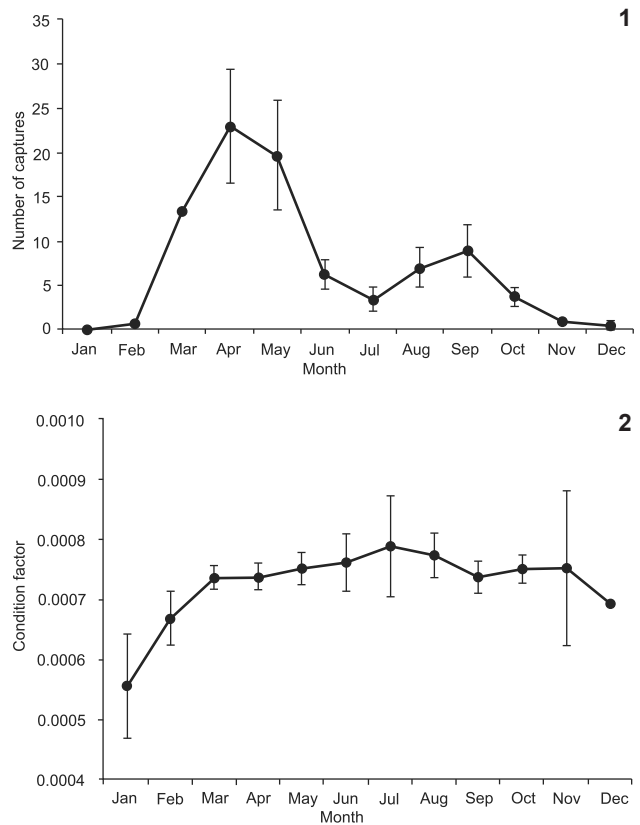 1
35
30
25
20
15
10
5
0
Number of captures
Jan Feb Mar Apr May Jun Jul Aug Sep Oct Nov Dec
Month
2
0.0010
0.0009
0.0008
0.0007
0.0006
0.0005
0.0004
Condition factor
Jan Feb Mar Apr May Jun Jul Aug Sep Oct Nov Dec
Month